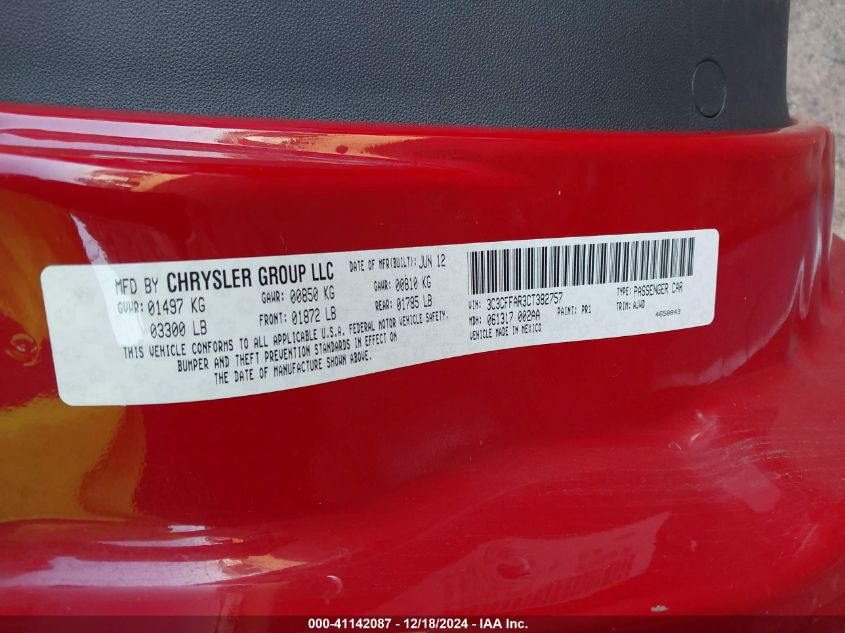 MFD BY CHRYSLER GROUP LLC
DATE OF MFR(BUILT): JUN 12
GVWR: 01497 KG
GAWR: 00850 KG
GAWR: 00810 KG
03300 LB
FRONT: 01872 LB
REAR: 01785 LB
THIS VEHICLE CONFORMS TO ALL APPLICABLE U.S.A. FEDERAL MOTOR VEHICLE SAFETY,
BUMPER AND THEFT PREVENTION STANDARDS IN EFFECT ON
THE DATE OF MANUFACTURE SHOWN ABOVE.
VIN: 3C3CFFAR3CT382757
TYPE: PASSENGER CAR
MDH: 061317 002AA
PAINT: PR1
TRIM: AJWD
VEHICLE MADE IN MEXICO
4650843
000-41142087 - 12/18/2024 - IAA Inc.